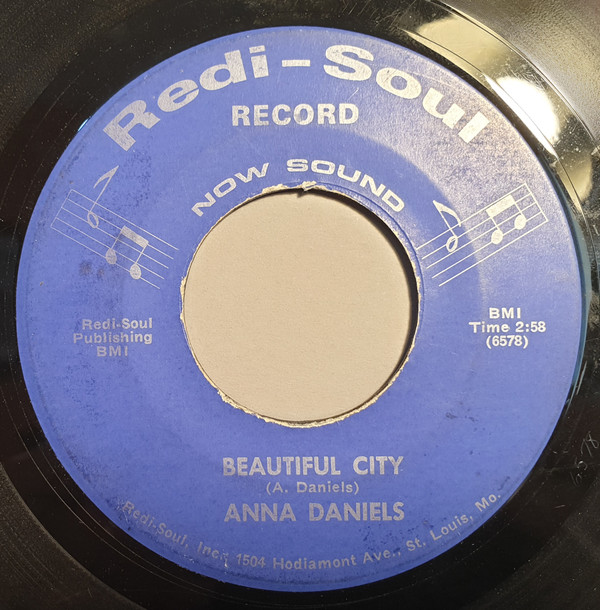 Redi-Soul
RECORD
NOW SOUND
Redi-Soul
Publishing
BMI
BMI
Time 2:58
(6578)
BEAUTIFUL CITY
(A. Daniels)
ANNA DANIELS
Redi-Soul, Inc., 1504 Hodiamont Ave., St. Louis, Mo.